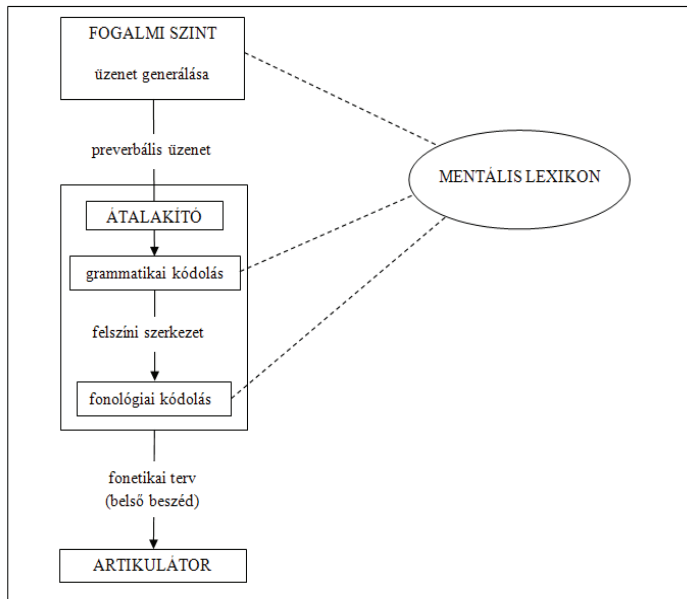 FOGALMI SZINT
üzenet generálása
preverbális üzenet
MENTÁLIS LEXIKON
ÁTALAKÍTÓ
grammatikai kódolás
felszíni szerkezet
fonológiai kódolás
fonetikai terv
(belső beszéd)
ARTIKULÁTOR